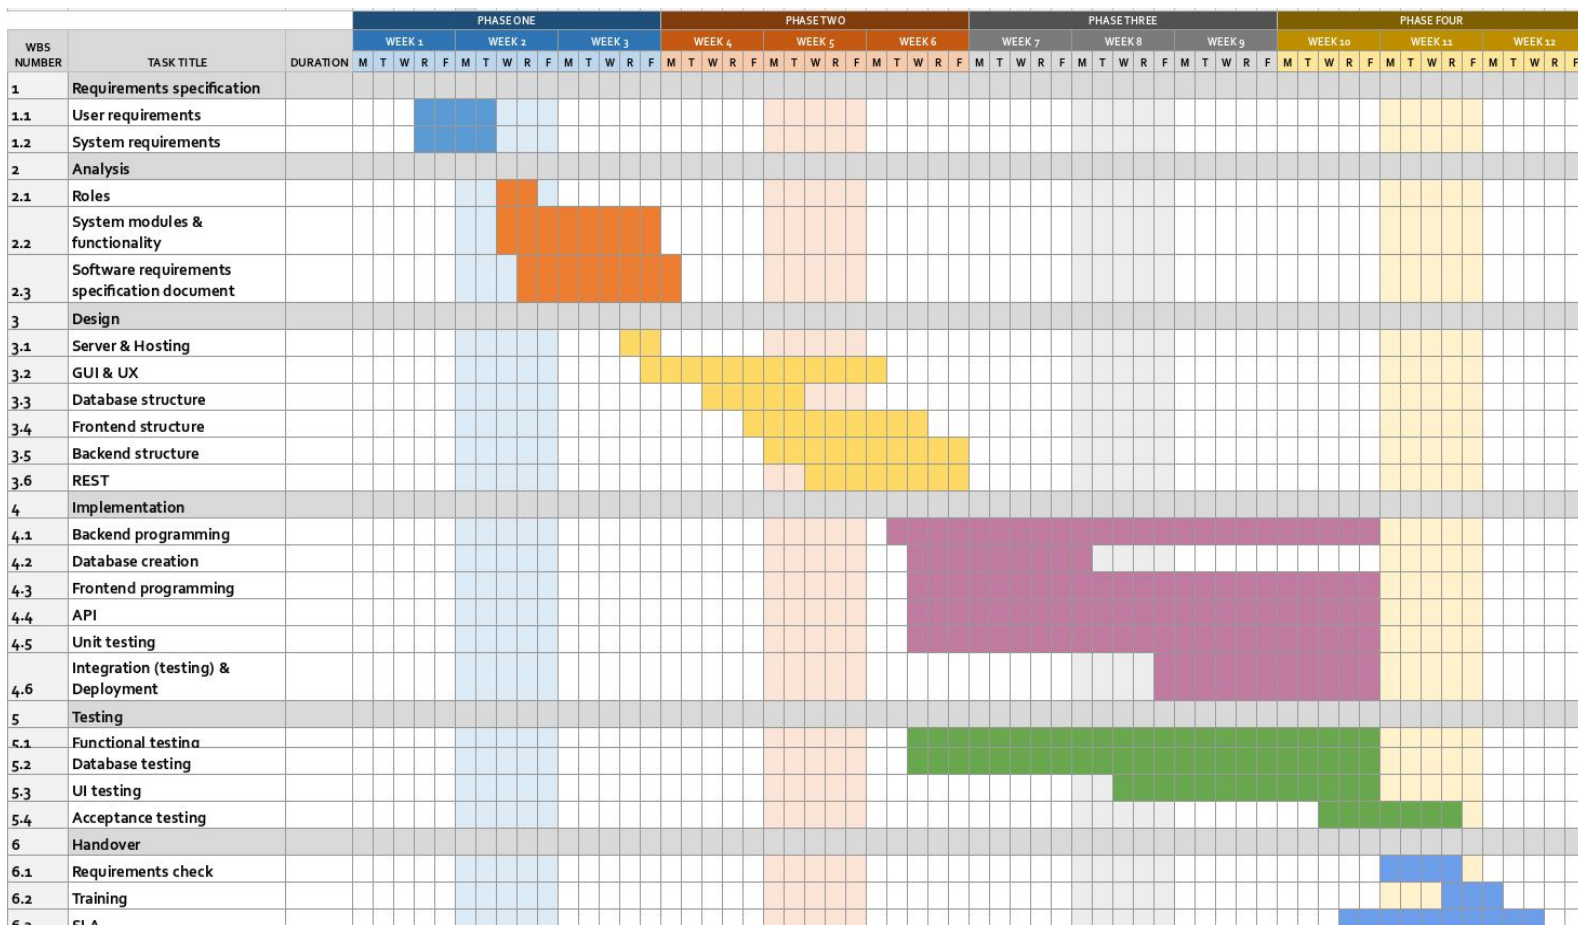 PHASE ONE PHASE TWO PHASE THREE PHASE FOUR
WEEK 1 WEEK 2 WEEK 3 WEEK 4 WEEK 5 WEEK 6 WEEK 7 WEEK 8 WEEK 9 WEEK 10 WEEK 11 WEEK 12
WBS NUMBER TASK TITLE DURATION M T W R F M T W R F M T W R F M T W R F M T W R F M T W R F M T W R F M T W R F M T W R F M T W R F M T W R F M T W R F
1 Requirements specification
1.1 User requirements
1.2 System requirements
2 Analysis
2.1 Roles
2.2 System modules &
functionality
2.3 Software requirements
specification document
3 Design
3.1 Server & Hosting
3.2 GUI & UX
3.3 Database structure
3.4 Frontend structure
3.5 Backend structure
3.6 REST
4 Implementation
4.1 Backend programming
4.2 Database creation
4.3 Frontend programming
4.4 API
4.5 Unit testing
4.6 Integration (testing) &
Deployment
5 Testing
5.1 Functional testing
5.2 Database testing
5.3 UI testing
5.4 Acceptance testing
6 Handover
6.1 Requirements check
6.2 Training
6.3 SLA